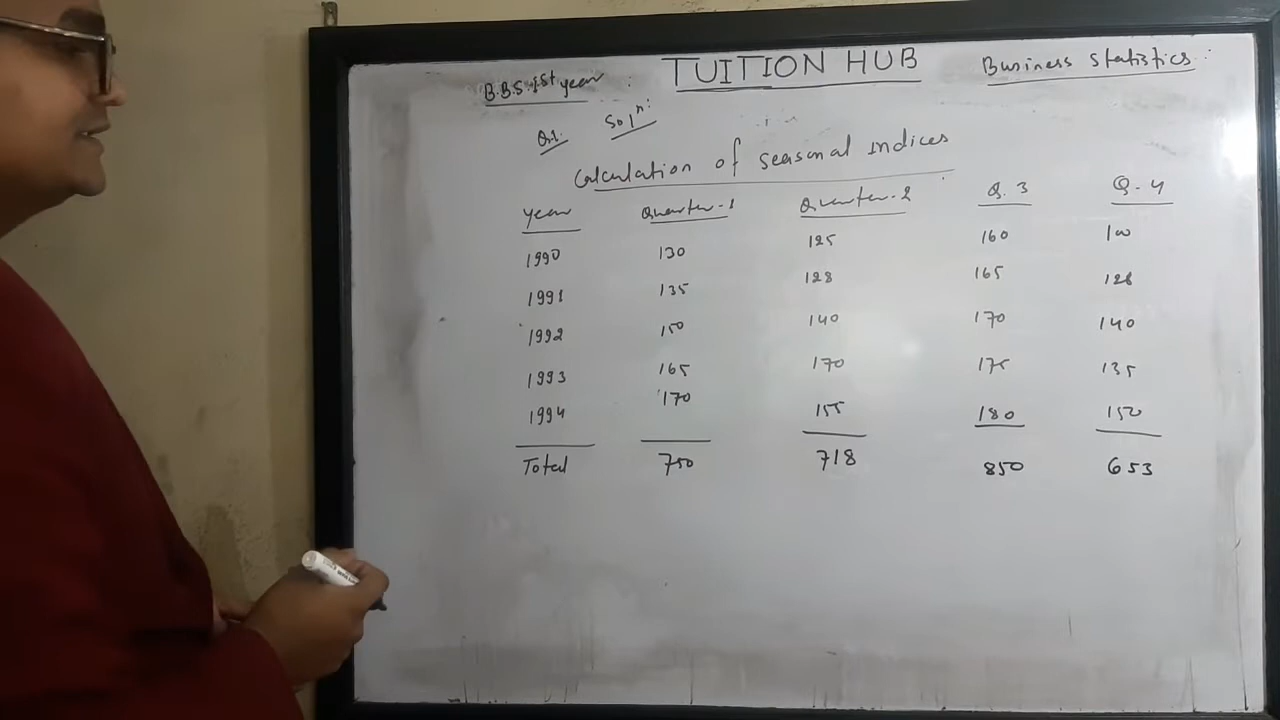 B.B.S. 1st year TUITION HUB Business Statistics:
Q.1. Solⁿ:
Calculation of seasonal indices
Year Quarter-1 Quarter-2 Q.3 Q-4
1990 130 125 160 100
1991 135 128 165 128
1992 150 140 170 140
1993 165 170 175 135
1994 170 155 180 150
Total 750 718 850 653